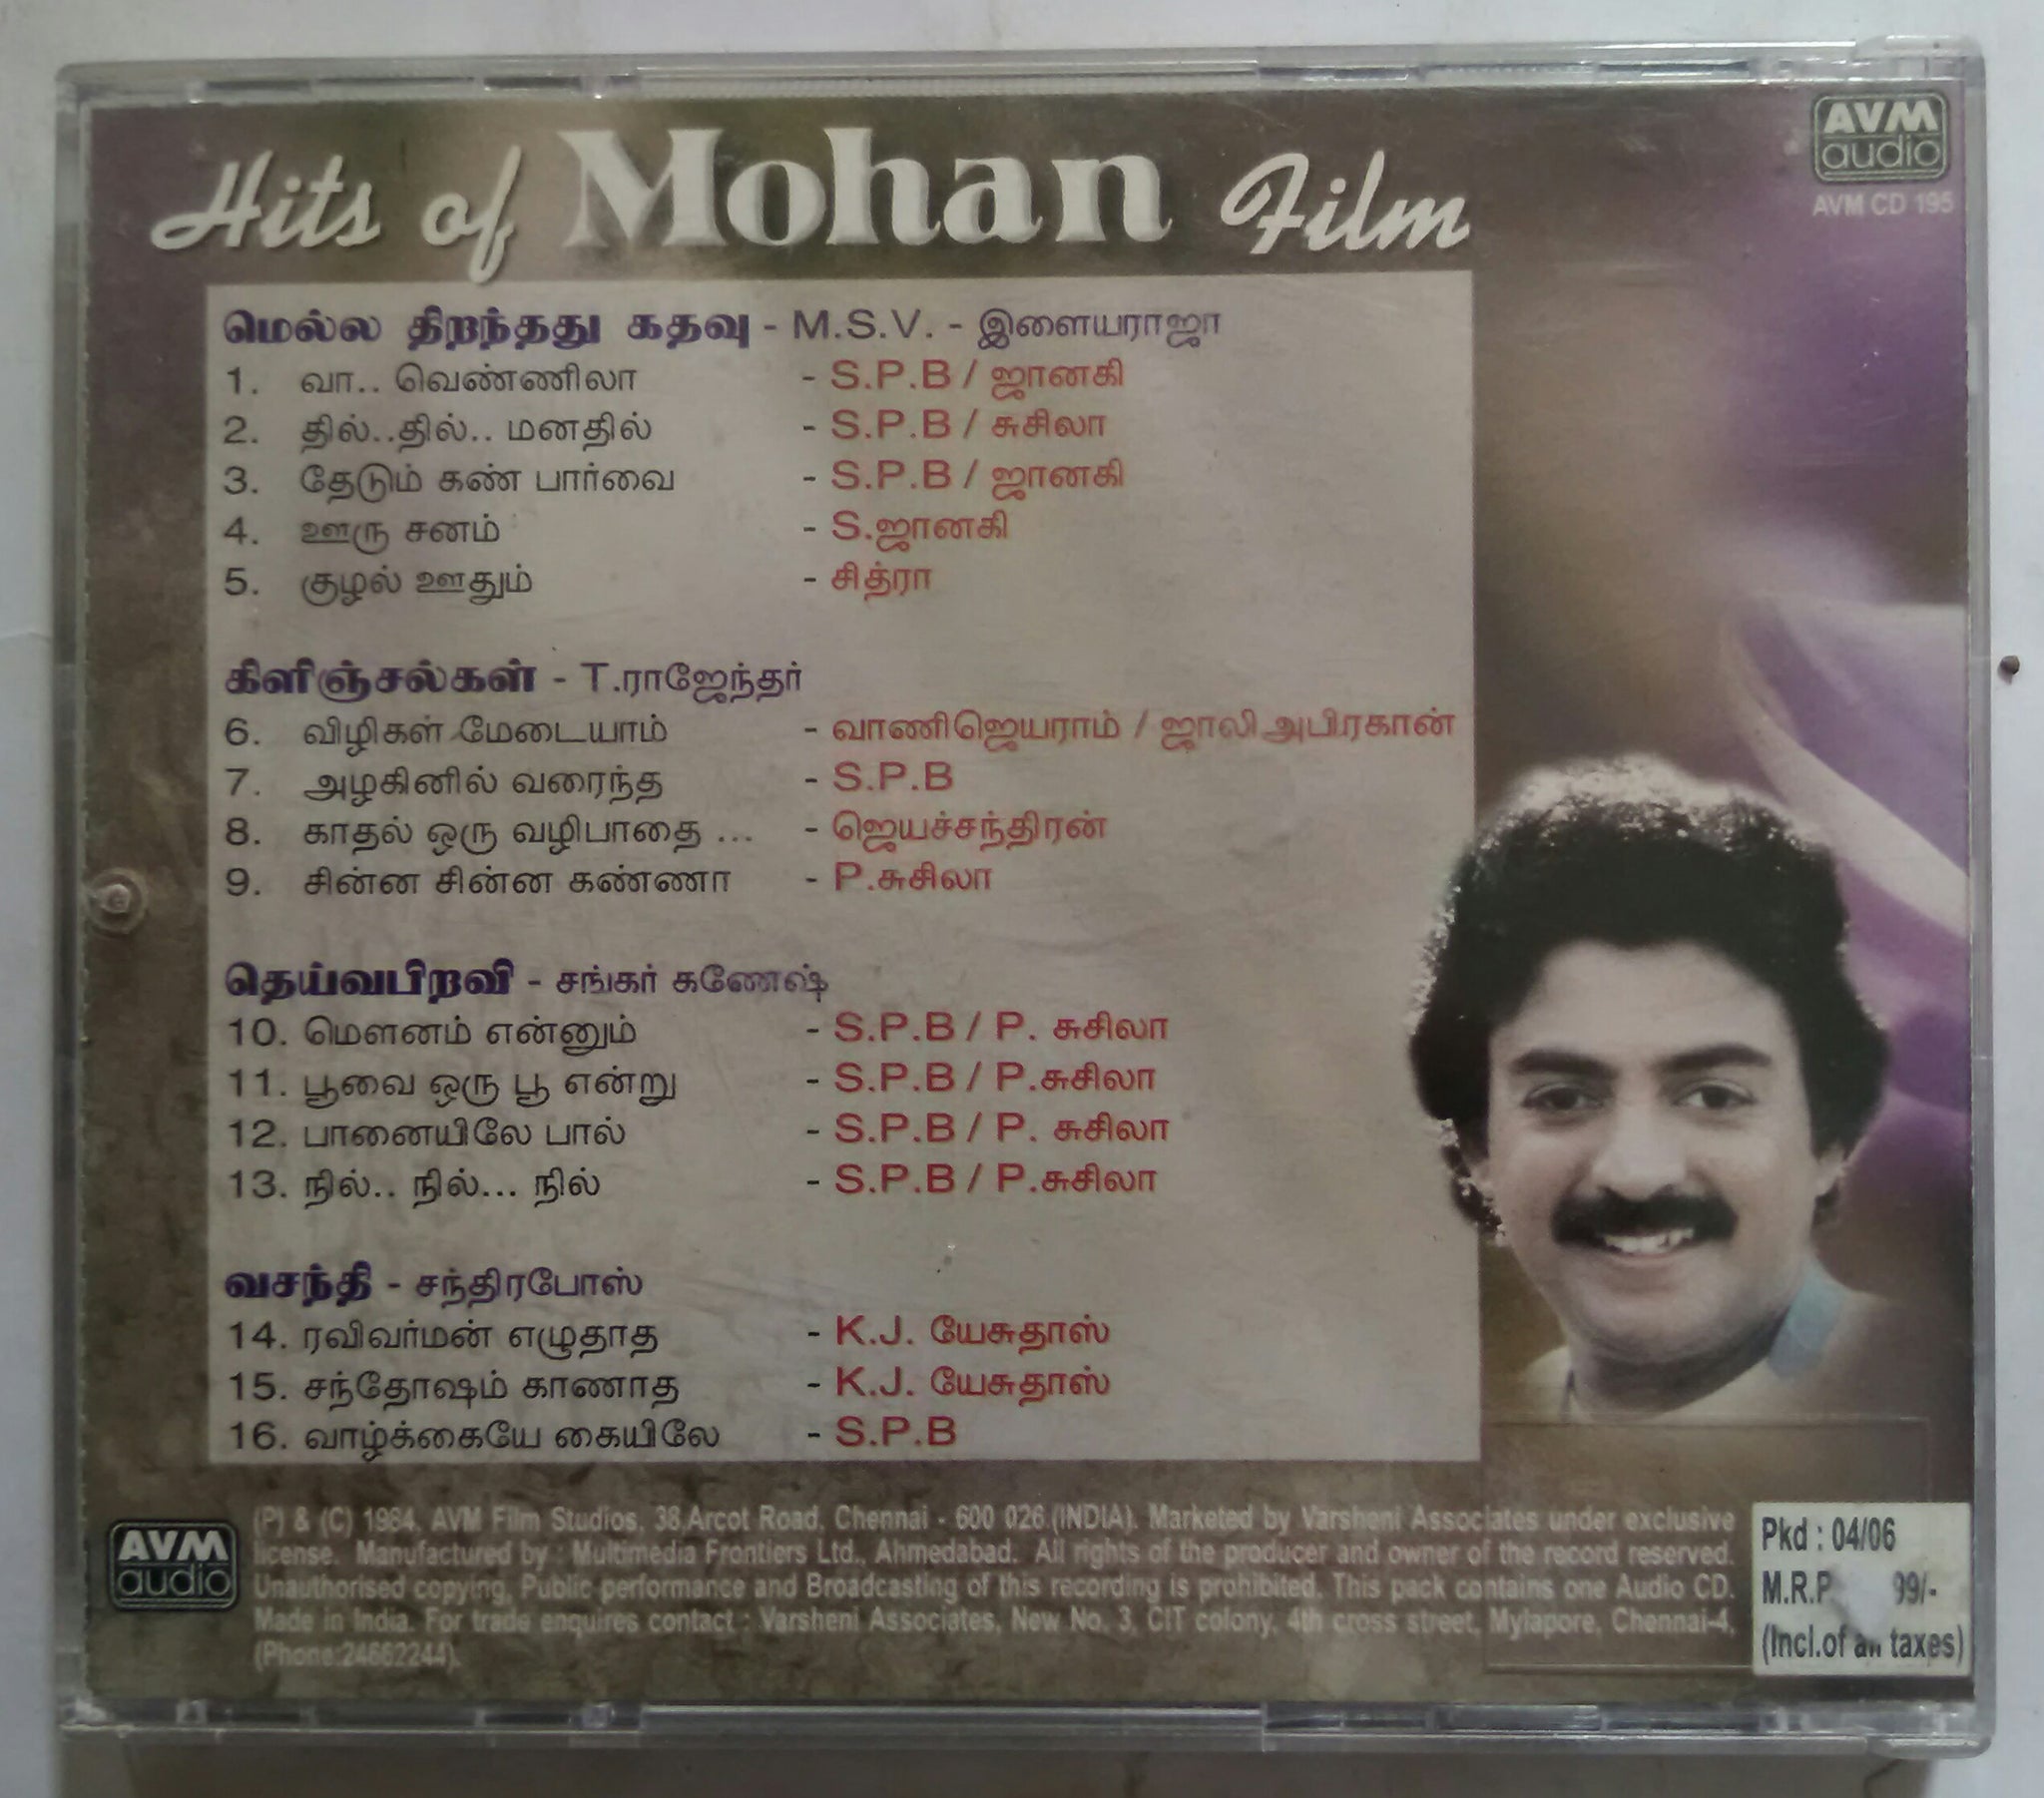 AVM
audio
AVM CD 195
Hits of Mohan Film
மெல்ல திறந்தது கதவு - M.S.V. - இளையராஜா
1. வா.. வெண்ணிலா - S.P.B / ஜானகி
2. தில்..தில்.. மனதில் - S.P.B / சுசிலா
3. தேடும் கண் பார்வை - S.P.B / ஜானகி
4. ஊரு சனம் - S.ஜானகி
5. குழல் ஊதும் - சித்ரா
கிளிஞ்சல்கள் - T.ராஜேந்தர்
6. விழிகள் மேடையாம் - வாணிஜெயராம் / ஜாலிஅபிரகான்
7. அழகினில் வரைந்த - S.P.B
8. காதல் ஒரு வழிபாதை ... - ஜெயச்சந்திரன்
9. சின்ன சின்ன கண்ணா - P.சுசிலா
தெய்வபிறவி - சங்கர் கணேஷ்
10. மௌனம் என்னும் - S.P.B / P. சுசிலா
11. பூவை ஒரு பூ என்று - S.P.B / P.சுசிலா
12. பானையிலே பால் - S.P.B / P. சுசிலா
13. நில்.. நில்... நில் - S.P.B / P.சுசிலா
வசந்தி - சந்திரபோஸ்
14. ரவிவர்மன் எழுதாத - K.J. யேசுதாஸ்
15. சந்தோஷம் காணாத - K.J. யேசுதாஸ்
16. வாழ்க்கையே கையிலே - S.P.B
AVM
audio
(P) & (C) 1984. AVM Film Studios, 38,Arcot Road, Chennai - 600 026.(INDIA). Marketed by Varsheni Associates under exclusive
license. Manufactured by : Multimedia Frontiers Ltd., Ahmedabad. All rights of the producer and owner of the record reserved.
Unauthorised copying, Public performance and Broadcasting of this recording is prohibited. This pack contains one Audio CD.
Made in India. For trade enquires contact : Varsheni Associates, New No. 3, CIT colony, 4th cross street, Mylapore, Chennai-4,
(Phone:24662244).
Pkd : 04/06
M.R.P. 99/-
(Incl.of all taxes)